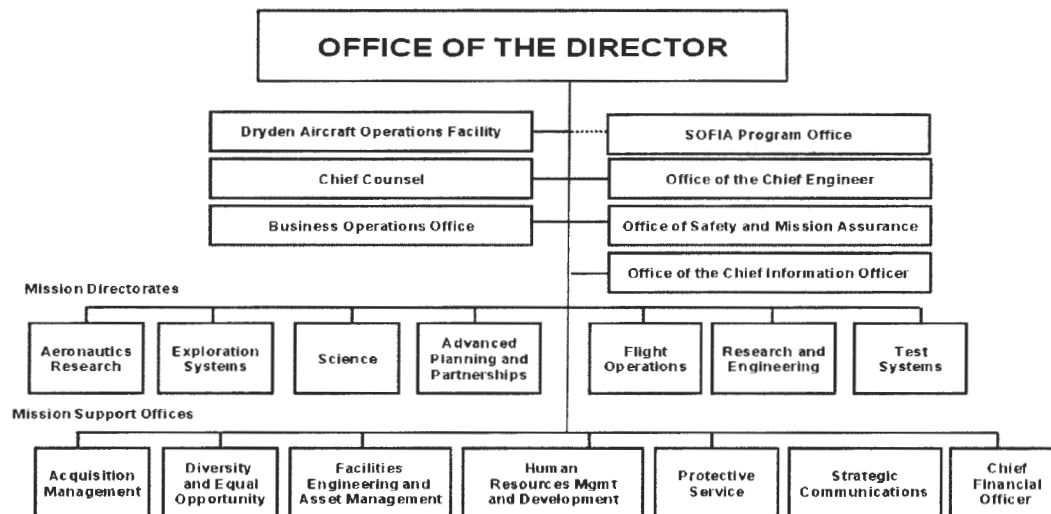 OFFICE OF THE DIRECTOR
Dryden Aircraft Operations Facility
SOFIA Program Office
Chief Counsel
Office of the Chief Engineer
Business Operations Office
Office of Safety and Mission Assurance
Office of the Chief Information Officer
Mission Directorates
Aeronautics
Research
Exploration
Systems
Science
Advanced
Planning and
Partnerships
Flight
Operations
Research and
Engineering
Test
Systems
Mission Support Offices
Acquisition
Management
Diversity
and Equal
Opportunity
Facilities
Engineering and
Asset Management
Human
Resources Mgmt
and Development
Protective
Service
Strategic
Communications
Chief
Financial
Officer